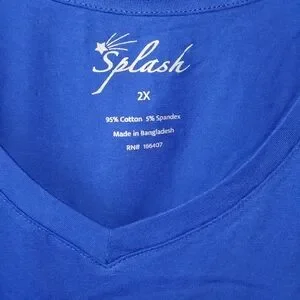 Splash
2X
95% Cotton 5% Spandex
Made in Bangladesh
RN# 166407